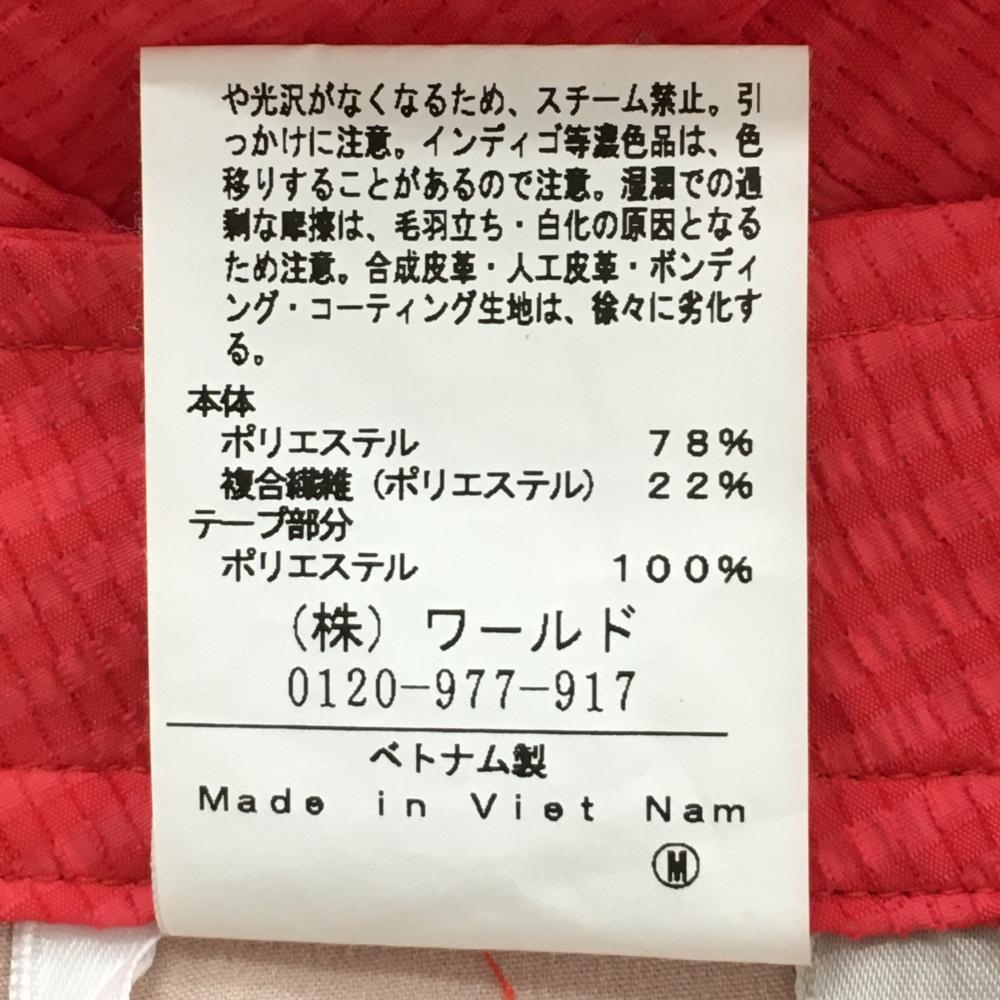 や光沢がなくなるため、スチーム禁止。引
っかけに注意。インディゴ等濃色品は、色
移りすることがあるので注意。湿潤での過
剰な摩擦は、毛羽立ち・白化の原因となる
ため注意。合成皮革・人工皮革・ボンディ
ング・コーティング生地は、徐々に劣化す
る。
本体
ポリエステル 78%
複合繊維(ポリエステル) 22%
テープ部分
ポリエステル 100%
(株)ワールド
0120-977-917
ベトナム製
Made in Viet Nam
Ⓜ